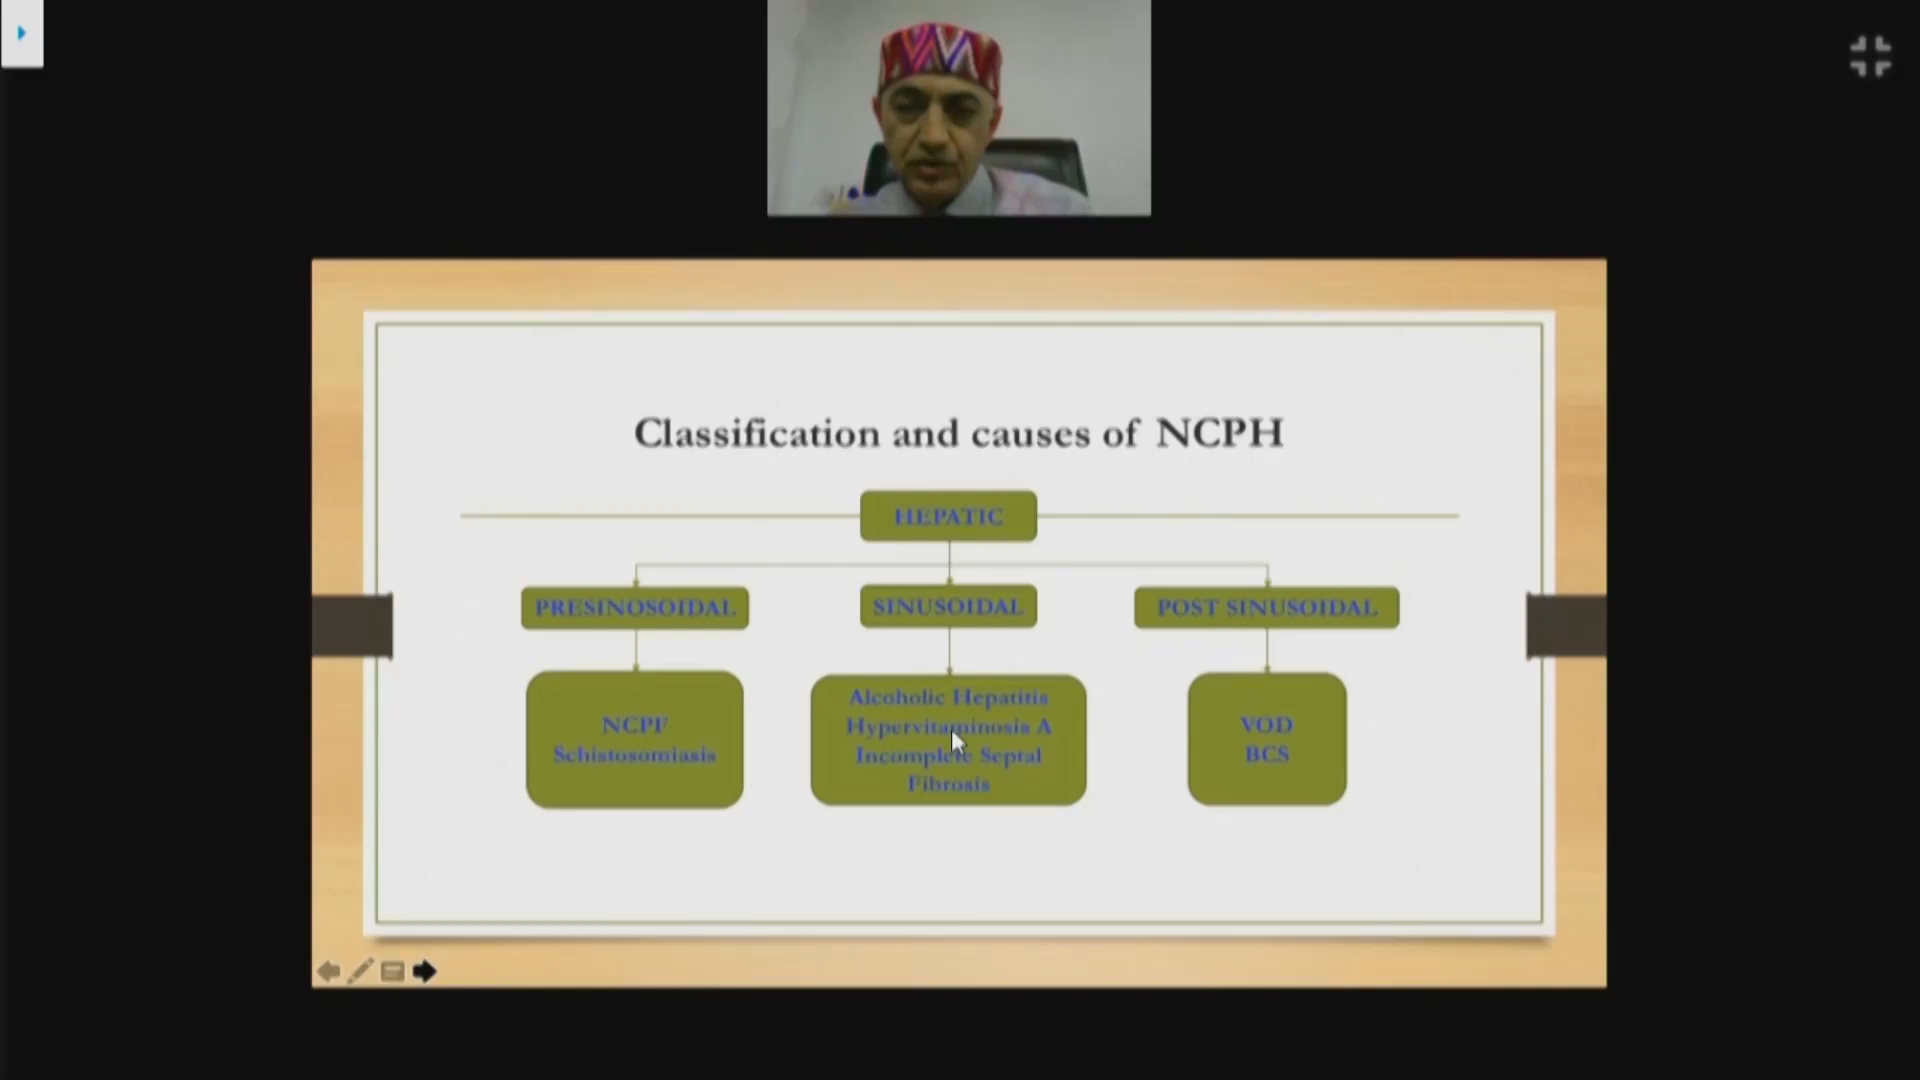 Classification and causes of NCPH
HEPATIC
PRESINOSOIDAL
SINUSOIDAL
POST SINUSOIDAL
NCPF
Schistosomiasis
Alcoholic Hepatitis
Hypervitaminosis A
Incomplete Septal
Fibrosis
VOD
BCS